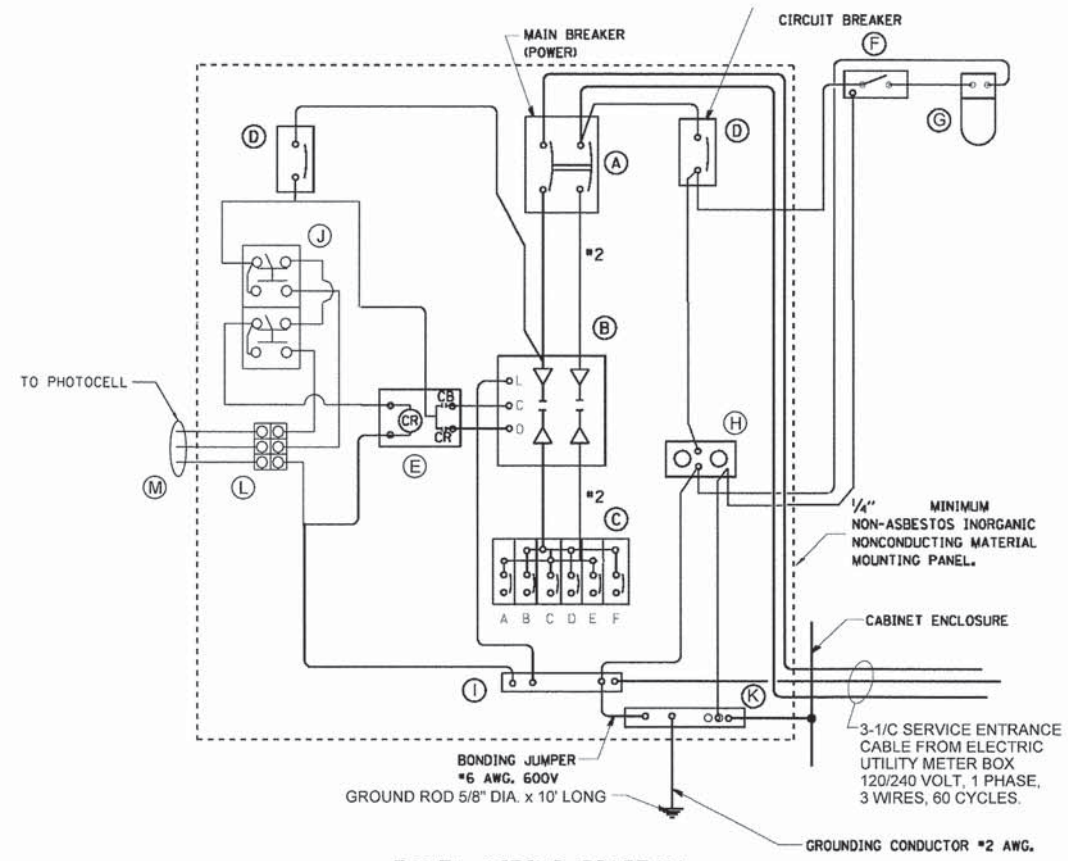 CIRCUIT BREAKER
MAIN BREAKER
(POWER)
F
D
A
D
G
J
#2
B
TO PHOTOCELL
L
C
O
CB
CR
CR
E
H
M
L
#2
C
1/4" MINIMUM
NON-ASBESTOS INORGANIC
NONCONDUCTING MATERIAL
MOUNTING PANEL.
A B C D E F
CABINET ENCLOSURE
I
K
3-1/C SERVICE ENTRANCE
CABLE FROM ELECTRIC
UTILITY METER BOX
120/240 VOLT, 1 PHASE,
3 WIRES, 60 CYCLES.
BONDING JUMPER
#6 AWG. 600V
GROUND ROD 5/8" DIA. x 10' LONG
GROUNDING CONDUCTOR #2 AWG.